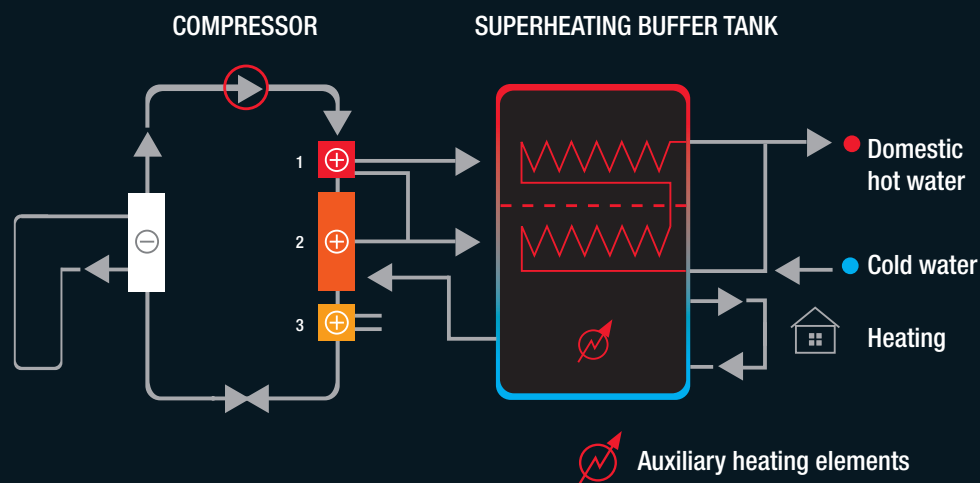 COMPRESSOR
SUPERHEATING BUFFER TANK
1
2
3
Domestic
hot water
Cold water
Heating
Auxiliary heating elements